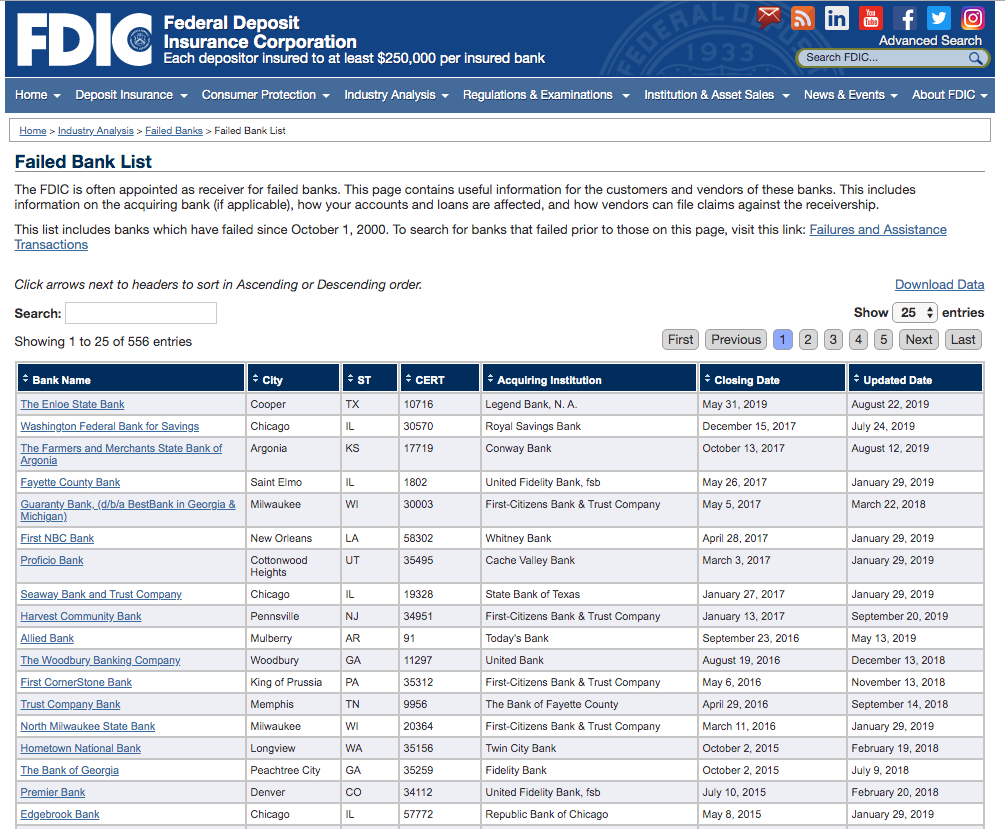 FDIC
Federal Deposit
Insurance Corporation
Each depositor insured to at least $250,000 per insured bank
FEDERAL DEPO
1933
in
You
Tube
f
Advanced Search
Search FDIC...
Home Deposit Insurance Consumer Protection Industry Analysis Regulations & Examinations Institution & Asset Sales News & Events About FDIC
Home > Industry Analysis > Failed Banks > Failed Bank List
Failed Bank List
The FDIC is often appointed as receiver for failed banks. This page contains useful information for the customers and vendors of these banks. This includes
information on the acquiring bank (if applicable), how your accounts and loans are affected, and how vendors can file claims against the receivership.
This list includes banks which have failed since October 1, 2000. To search for banks that failed prior to those on this page, visit this link: Failures and Assistance
Transactions
Click arrows next to headers to sort in Ascending or Descending order. Download Data
Search: Show 25 entries
Showing 1 to 25 of 556 entries First Previous 1 2 3 4 5 Next Last
Bank Name City ST CERT Acquiring Institution Closing Date Updated Date
The Enloe State Bank Cooper TX 10716 Legend Bank, N. A. May 31, 2019 August 22, 2019
Washington Federal Bank for Savings Chicago IL 30570 Royal Savings Bank December 15, 2017 July 24, 2019
The Farmers and Merchants State Bank of Argonia KS 17719 Conway Bank October 13, 2017 August 12, 2019
Argonia
Fayette County Bank Saint Elmo IL 1802 United Fidelity Bank, fsb May 26, 2017 January 29, 2019
Guaranty Bank, (d/b/a BestBank in Georgia & Milwaukee WI 30003 First-Citizens Bank & Trust Company May 5, 2017 March 22, 2018
Michigan)
First NBC Bank New Orleans LA 58302 Whitney Bank April 28, 2017 January 29, 2019
Proficio Bank Cottonwood UT 35495 Cache Valley Bank March 3, 2017 January 29, 2019
Heights
Seaway Bank and Trust Company Chicago IL 19328 State Bank of Texas January 27, 2017 January 29, 2019
Harvest Community Bank Pennsville NJ 34951 First-Citizens Bank & Trust Company January 13, 2017 September 20, 2019
Allied Bank Mulberry AR 91 Today's Bank September 23, 2016 May 13, 2019
The Woodbury Banking Company Woodbury GA 11297 United Bank August 19, 2016 December 13, 2018
First CornerStone Bank King of Prussia PA 35312 First-Citizens Bank & Trust Company May 6, 2016 November 13, 2018
Trust Company Bank Memphis TN 9956 The Bank of Fayette County April 29, 2016 September 14, 2018
North Milwaukee State Bank Milwaukee WI 20364 First-Citizens Bank & Trust Company March 11, 2016 January 29, 2019
Hometown National Bank Longview WA 35156 Twin City Bank October 2, 2015 February 19, 2018
The Bank of Georgia Peachtree City GA 35259 Fidelity Bank October 2, 2015 July 9, 2018
Premier Bank Denver CO 34112 United Fidelity Bank, fsb July 10, 2015 February 20, 2018
Edgebrook Bank Chicago IL 57772 Republic Bank of Chicago May 8, 2015 January 29, 2019